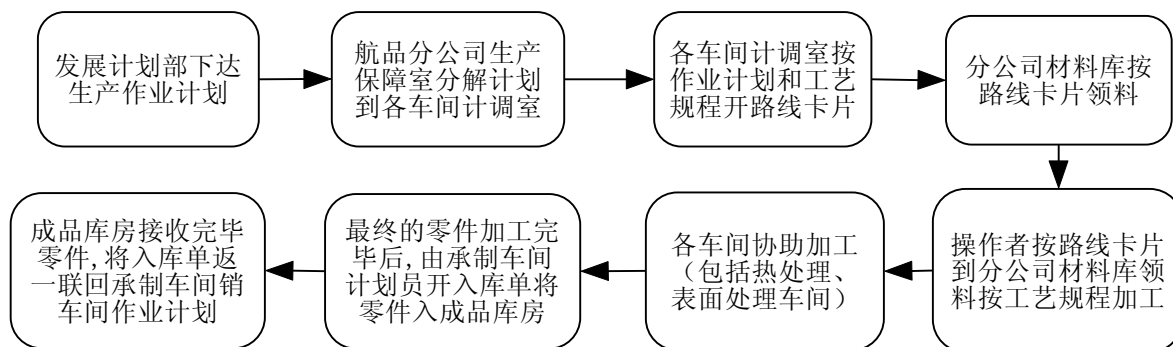 发展计划部下达
生产作业计划
航品分公司生产
保障室分解计划
到各车间计调室
各车间计调室按
作业计划和工艺
规程开路线卡片
分公司材料库按
路线卡片领料
操作者按路线卡片
到分公司材料库领
料按工艺规程加工
各车间协助加工
（包括热处理、
表面处理车间）
最终的零件加工完
毕后,由承制车间
计划员开入库单将
零件入成品库房
成品库房接收完毕
零件,将入库单返
一联回承制车间销
车间作业计划